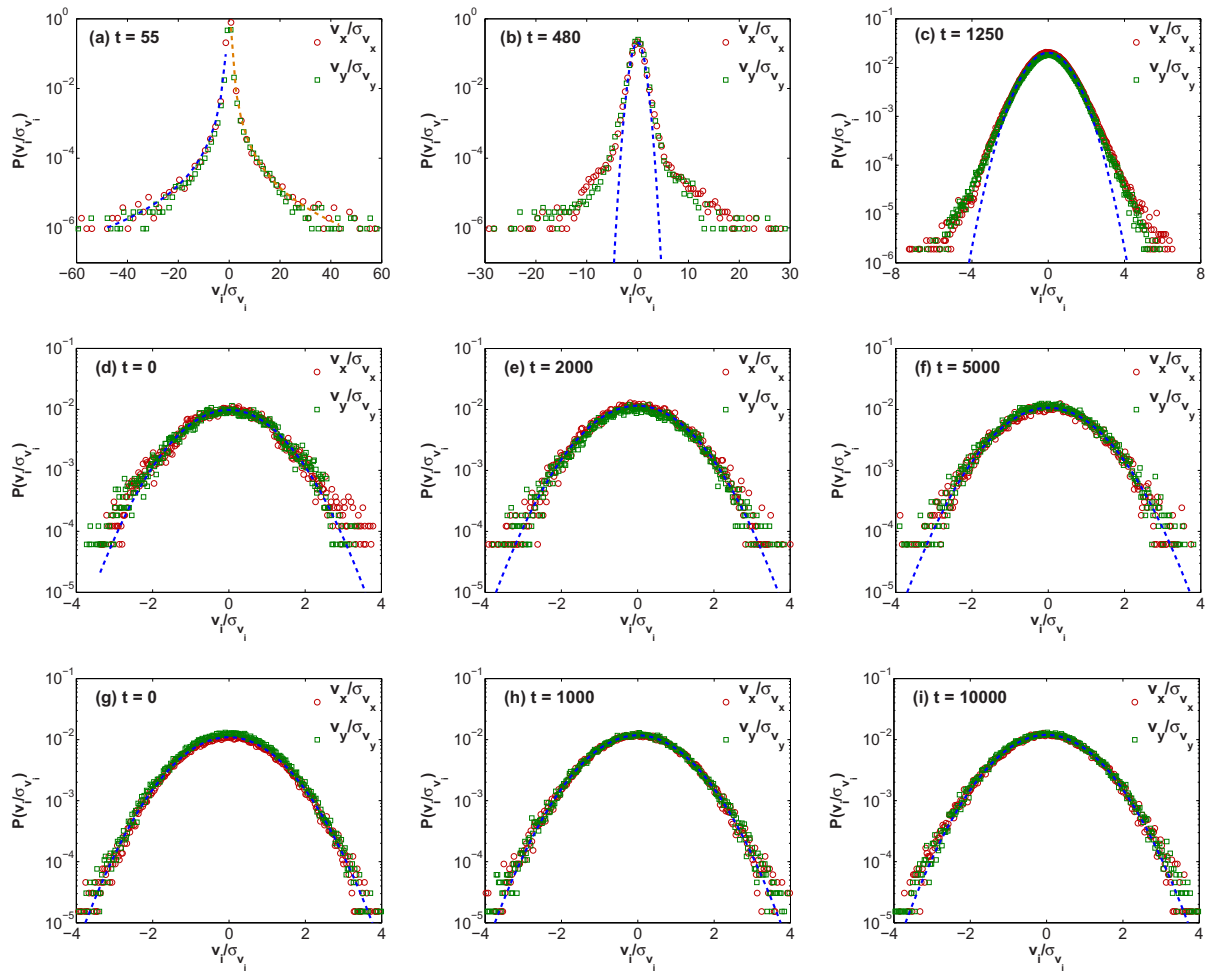 (a) t = 55
v_x/σ_{v_x}
v_y/σ_{v_y}
P(v_i/σ_{v_i})
10^0
10^−2
10^−4
10^−6
−60 −40 −20 0 20 40 60
v_i/σ_{v_i}
(b) t = 480
v_x/σ_{v_x}
v_y/σ_{v_y}
P(v_i/σ_{v_i})
10^0
10^−2
10^−4
10^−6
−30 −20 −10 0 10 20 30
v_i/σ_{v_i}
(c) t = 1250
v_x/σ_{v_x}
v_y/σ_{v_y}
P(v_i/σ_{v_i})
10^−1
10^−2
10^−3
10^−4
10^−5
10^−6
−8 −4 0 4 8
v_i/σ_{v_i}
(d) t = 0
v_x/σ_{v_x}
v_y/σ_{v_y}
P(v_i/σ_{v_i})
10^−1
10^−2
10^−3
10^−4
10^−5
−4 −2 0 2 4
v_i/σ_{v_i}
(e) t = 2000
v_x/σ_{v_x}
v_y/σ_{v_y}
P(v_i/σ_{v_i})
10^−1
10^−2
10^−3
10^−4
10^−5
−4 −2 0 2 4
v_i/σ_{v_i}
(f) t = 5000
v_x/σ_{v_x}
v_y/σ_{v_y}
P(v_i/σ_{v_i})
10^−1
10^−2
10^−3
10^−4
10^−5
−4 −2 0 2 4
v_i/σ_{v_i}
(g) t = 0
v_x/σ_{v_x}
v_y/σ_{v_y}
P(v_i/σ_{v_i})
10^−1
10^−2
10^−3
10^−4
10^−5
−4 −2 0 2 4
v_i/σ_{v_i}
(h) t = 1000
v_x/σ_{v_x}
v_y/σ_{v_y}
P(v_i/σ_{v_i})
10^−1
10^−2
10^−3
10^−4
10^−5
−4 −2 0 2 4
v_i/σ_{v_i}
(i) t = 10000
v_x/σ_{v_x}
v_y/σ_{v_y}
P(v_i/σ_{v_i})
10^−1
10^−2
10^−3
10^−4
10^−5
−4 −2 0 2 4
v_i/σ_{v_i}